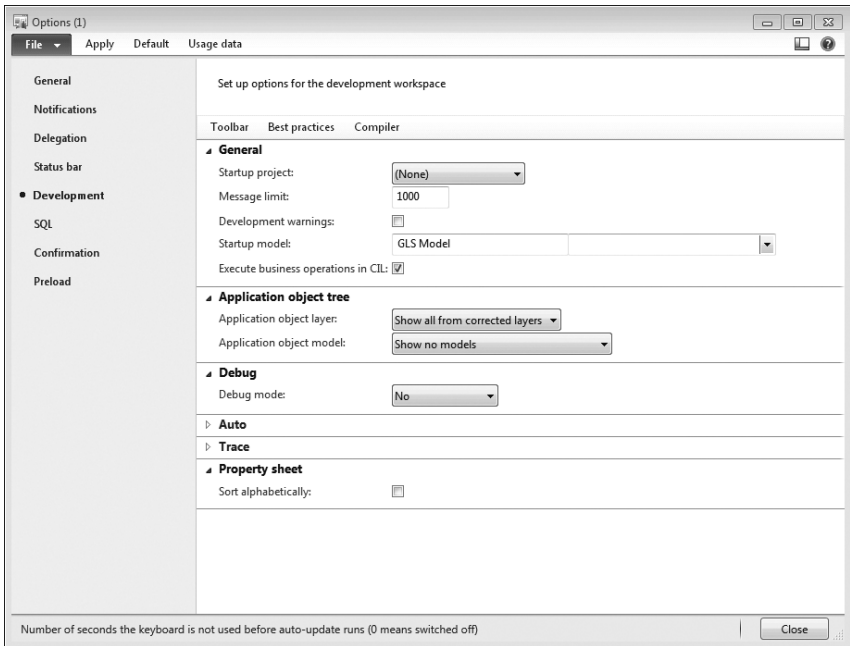 Options (1)
File Apply Default Usage data
General
Notifications
Delegation
Status bar
Development
SQL
Confirmation
Preload
Set up options for the development workspace
Toolbar Best practices Compiler
General
Startup project: (None)
Message limit: 1000
Development warnings:
Startup model: GLS Model
Execute business operations in CIL:
Application object tree
Application object layer: Show all from corrected layers
Application object model: Show no models
Debug
Debug mode: No
Auto
Trace
Property sheet
Sort alphabetically:
Number of seconds the keyboard is not used before auto-update runs (0 means switched off) Close